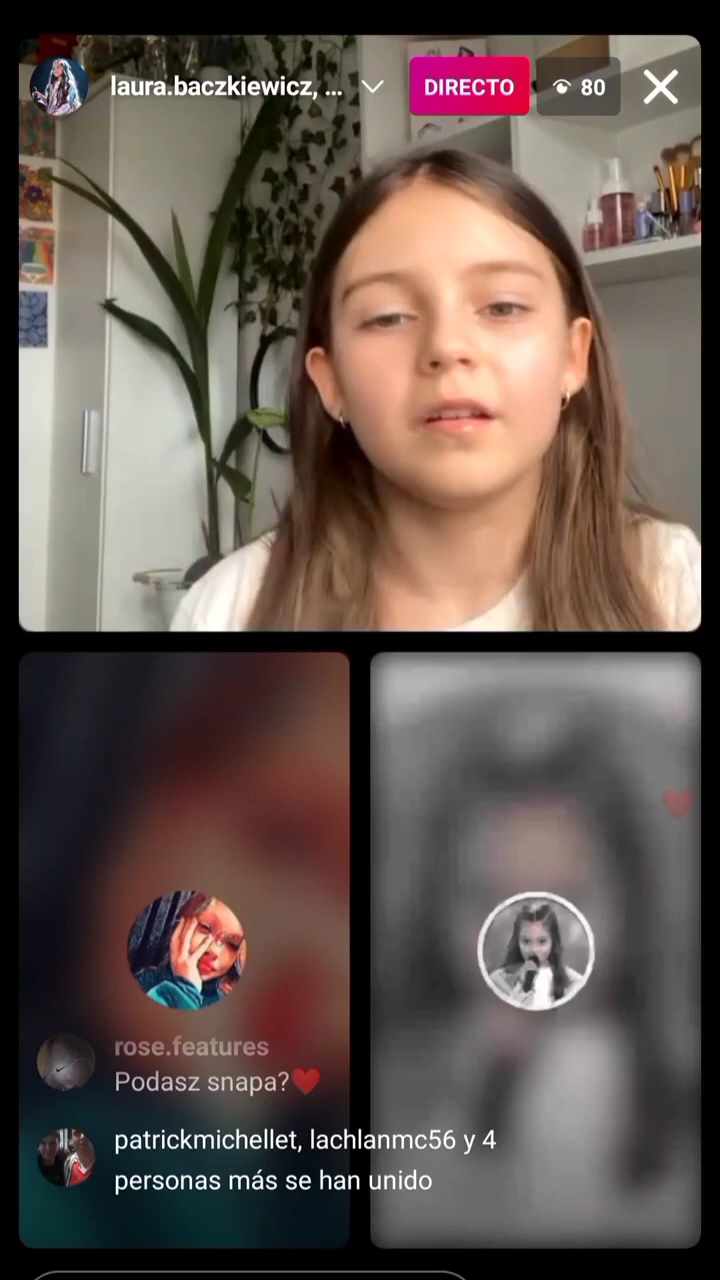 laura.baczkiewicz, ...
DIRECTO
80
rose.features
Podasz snapa?❤️
patrickmichellet, lachlanmc56 y 4
personas más se han unido